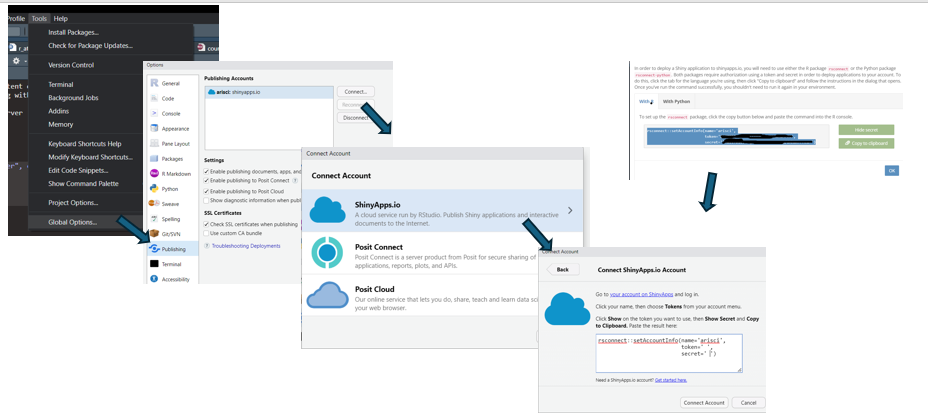 Profile Tools Help
Install Packages...
Check for Package Updates...
Version Control
Terminal
Background Jobs
Addins
Memory
Keyboard Shortcuts Help
Modify Keyboard Shortcuts...
Edit Code Snippets...
Show Command Palette
Project Options...
Global Options...
Options
General
Code
Console
Appearance
Pane Layout
Packages
R Markdown
Python
Sweave
Spelling
Git/SVN
Publishing
Terminal
Accessibility
Publishing Accounts
arisci: shinyapps.io
Connect...
Reconnect...
Disconnect
Settings
Enable publishing documents, apps, and
Enable publishing to Posit Connect
Enable publishing to Posit Cloud
Show diagnostic information when publ
SSL Certificates
Check SSL certificates when publishing
Use custom CA bundle
Troubleshooting Deployments
Connect Account
Connect Account
ShinyApps.io
A cloud service run by RStudio. Publish Shiny applications and interactive
documents to the Internet.
Posit Connect
Posit Connect is a server product from Posit for secure sharing of
applications, reports, plots, and APIs.
Posit Cloud
Our online service that lets you do, share, teach and learn data sci
your web browser.
Connect Account
Back
Connect ShinyApps.io Account
Go to your account on ShinyApps and log in.
Click your name, then choose Tokens from your account menu.
Click Show on the token you want to use, then Show Secret and Copy
to Clipboard. Paste the result here:
rsconnect::setAccountInfo(name='arisci',
token=' ',
secret=' ')
Need a ShinyApps.io account? Get started here.
Connect Account
Cancel
In order to deploy a Shiny application to shinyapps.io, you will need to use either the R package rsconnect or the Python package
rsconnect-python. Both packages require authorization using a token and secret in order to deploy applications to your account. To
do this, click the tab for the language you're using, then click "Copy to clipboard" and follow the instructions in the dialog that opens.
Once you've run the command successfully, you shouldn't need to run it again in your environment.
With R
With Python
To set up the rsconnect package, click the copy button below and paste the command into the R console.
rsconnect::setAccountInfo(name='arisci',
token='
secret='
Hide secret
Copy to clipboard
OK